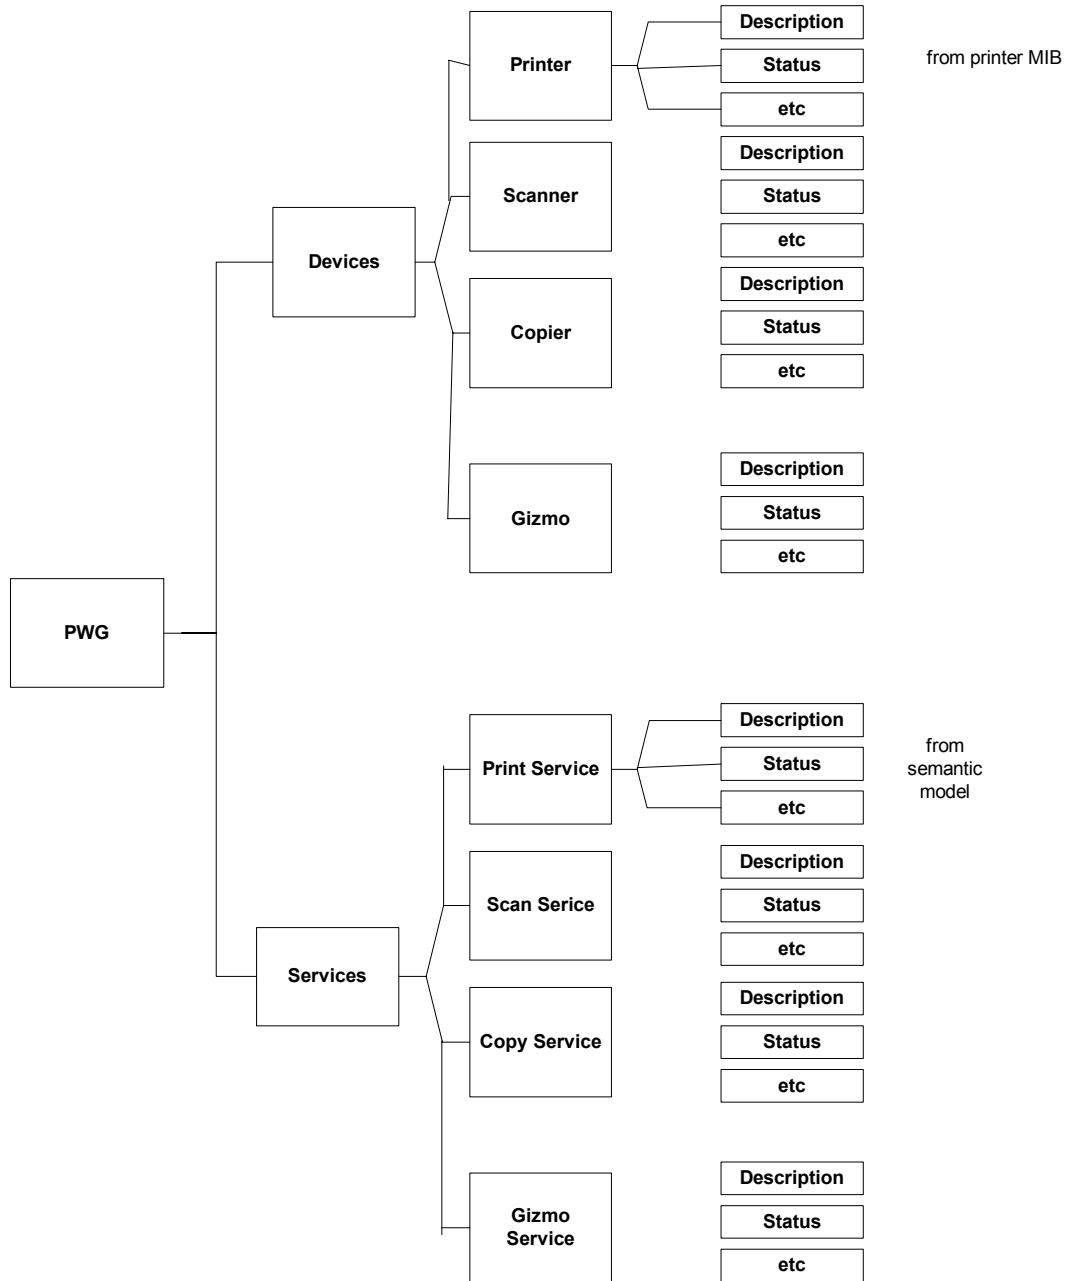 Description
from printer MIB
Printer
Status
etc
Description
Scanner
Status
etc
Devices
Description
Copier
Status
etc
Description
Gizmo
Status
etc
PWG
Description
from
semantic
model
Print Service
Status
etc
Description
Scan Serice
Status
etc
Services
Description
Copy Service
Status
etc
Description
Gizmo
Service
Status
etc